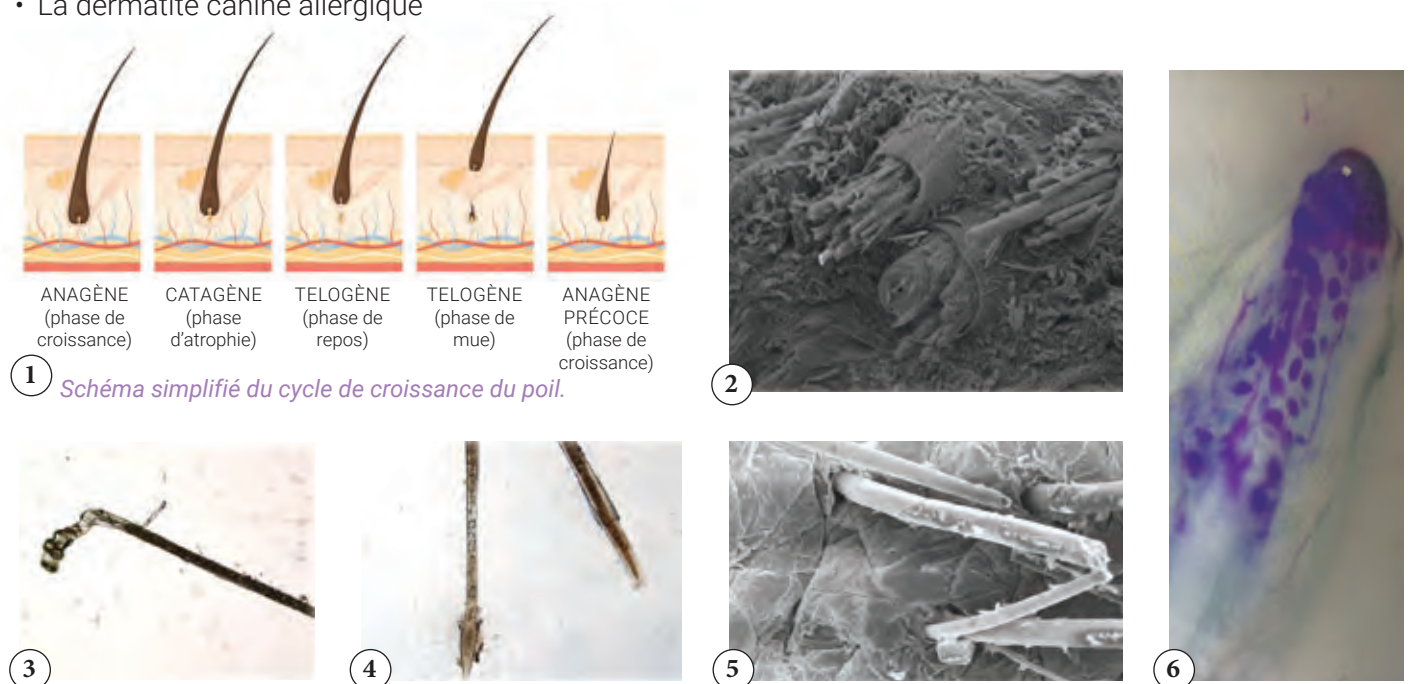 • La dermatite canine allergique
ANAGÈNE
(phase de
croissance)
CATAGÈNE
(phase
d'atrophie)
TELOGÈNE
(phase de
repos)
TELOGÈNE
(phase de
mue)
ANAGÈNE
PRÉCOCE
(phase de
croissance)
1
Schéma simplifié du cycle de croissance du poil.
2
3
4
5
6